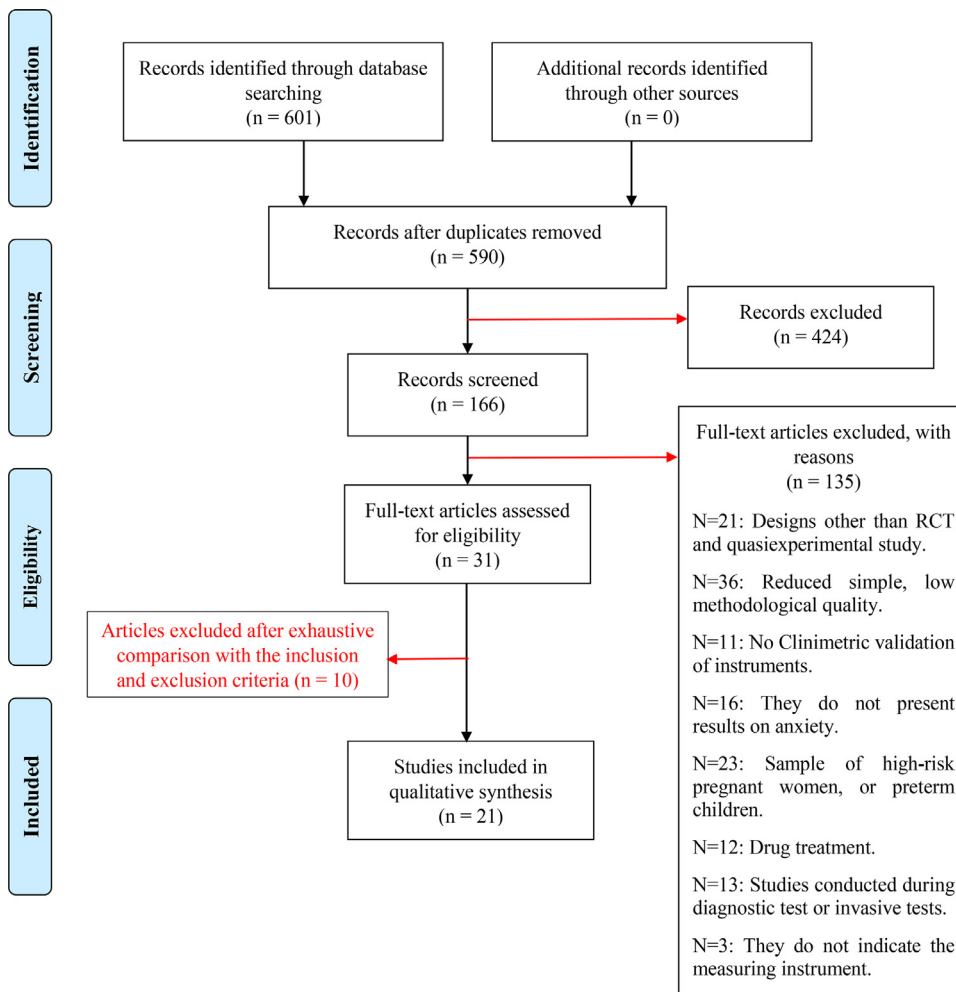 Identification
Records identified through database
searching
(n = 601)
Additional records identified
through other sources
(n = 0)
Records after duplicates removed
(n = 590)
Screening
Records excluded
(n = 424)
Records screened
(n = 166)
Full-text articles excluded, with
reasons
(n = 135)
N=21: Designs other than RCT
and quasiexperimental study.
N=36: Reduced simple, low
methodological quality.
N=11: No Clinimetric validation
of instruments.
N=16: They do not present
results on anxiety.
N=23: Sample of high-risk
pregnant women, or preterm
children.
N=12: Drug treatment.
N=13: Studies conducted during
diagnostic test or invasive tests.
N=3: They do not indicate the
measuring instrument.
Eligibility
Full-text articles assessed
for eligibility
(n = 31)
Articles excluded after exhaustive
comparison with the inclusion
and exclusion criteria (n = 10)
Included
Studies included in
qualitative synthesis
(n = 21)